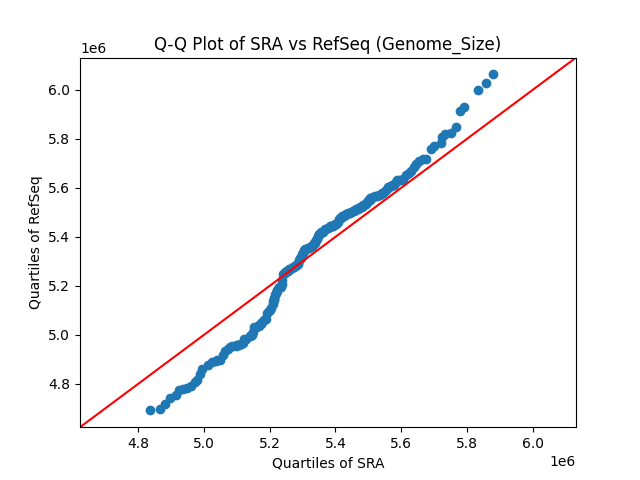 Q-Q Plot of SRA vs RefSeq (Genome_Size)
1e6
6.0
5.8
5.6
5.4
5.2
5.0
4.8
Quartiles of RefSeq
4.8 5.0 5.2 5.4 5.6 5.8 6.0
1e6
Quartiles of SRA